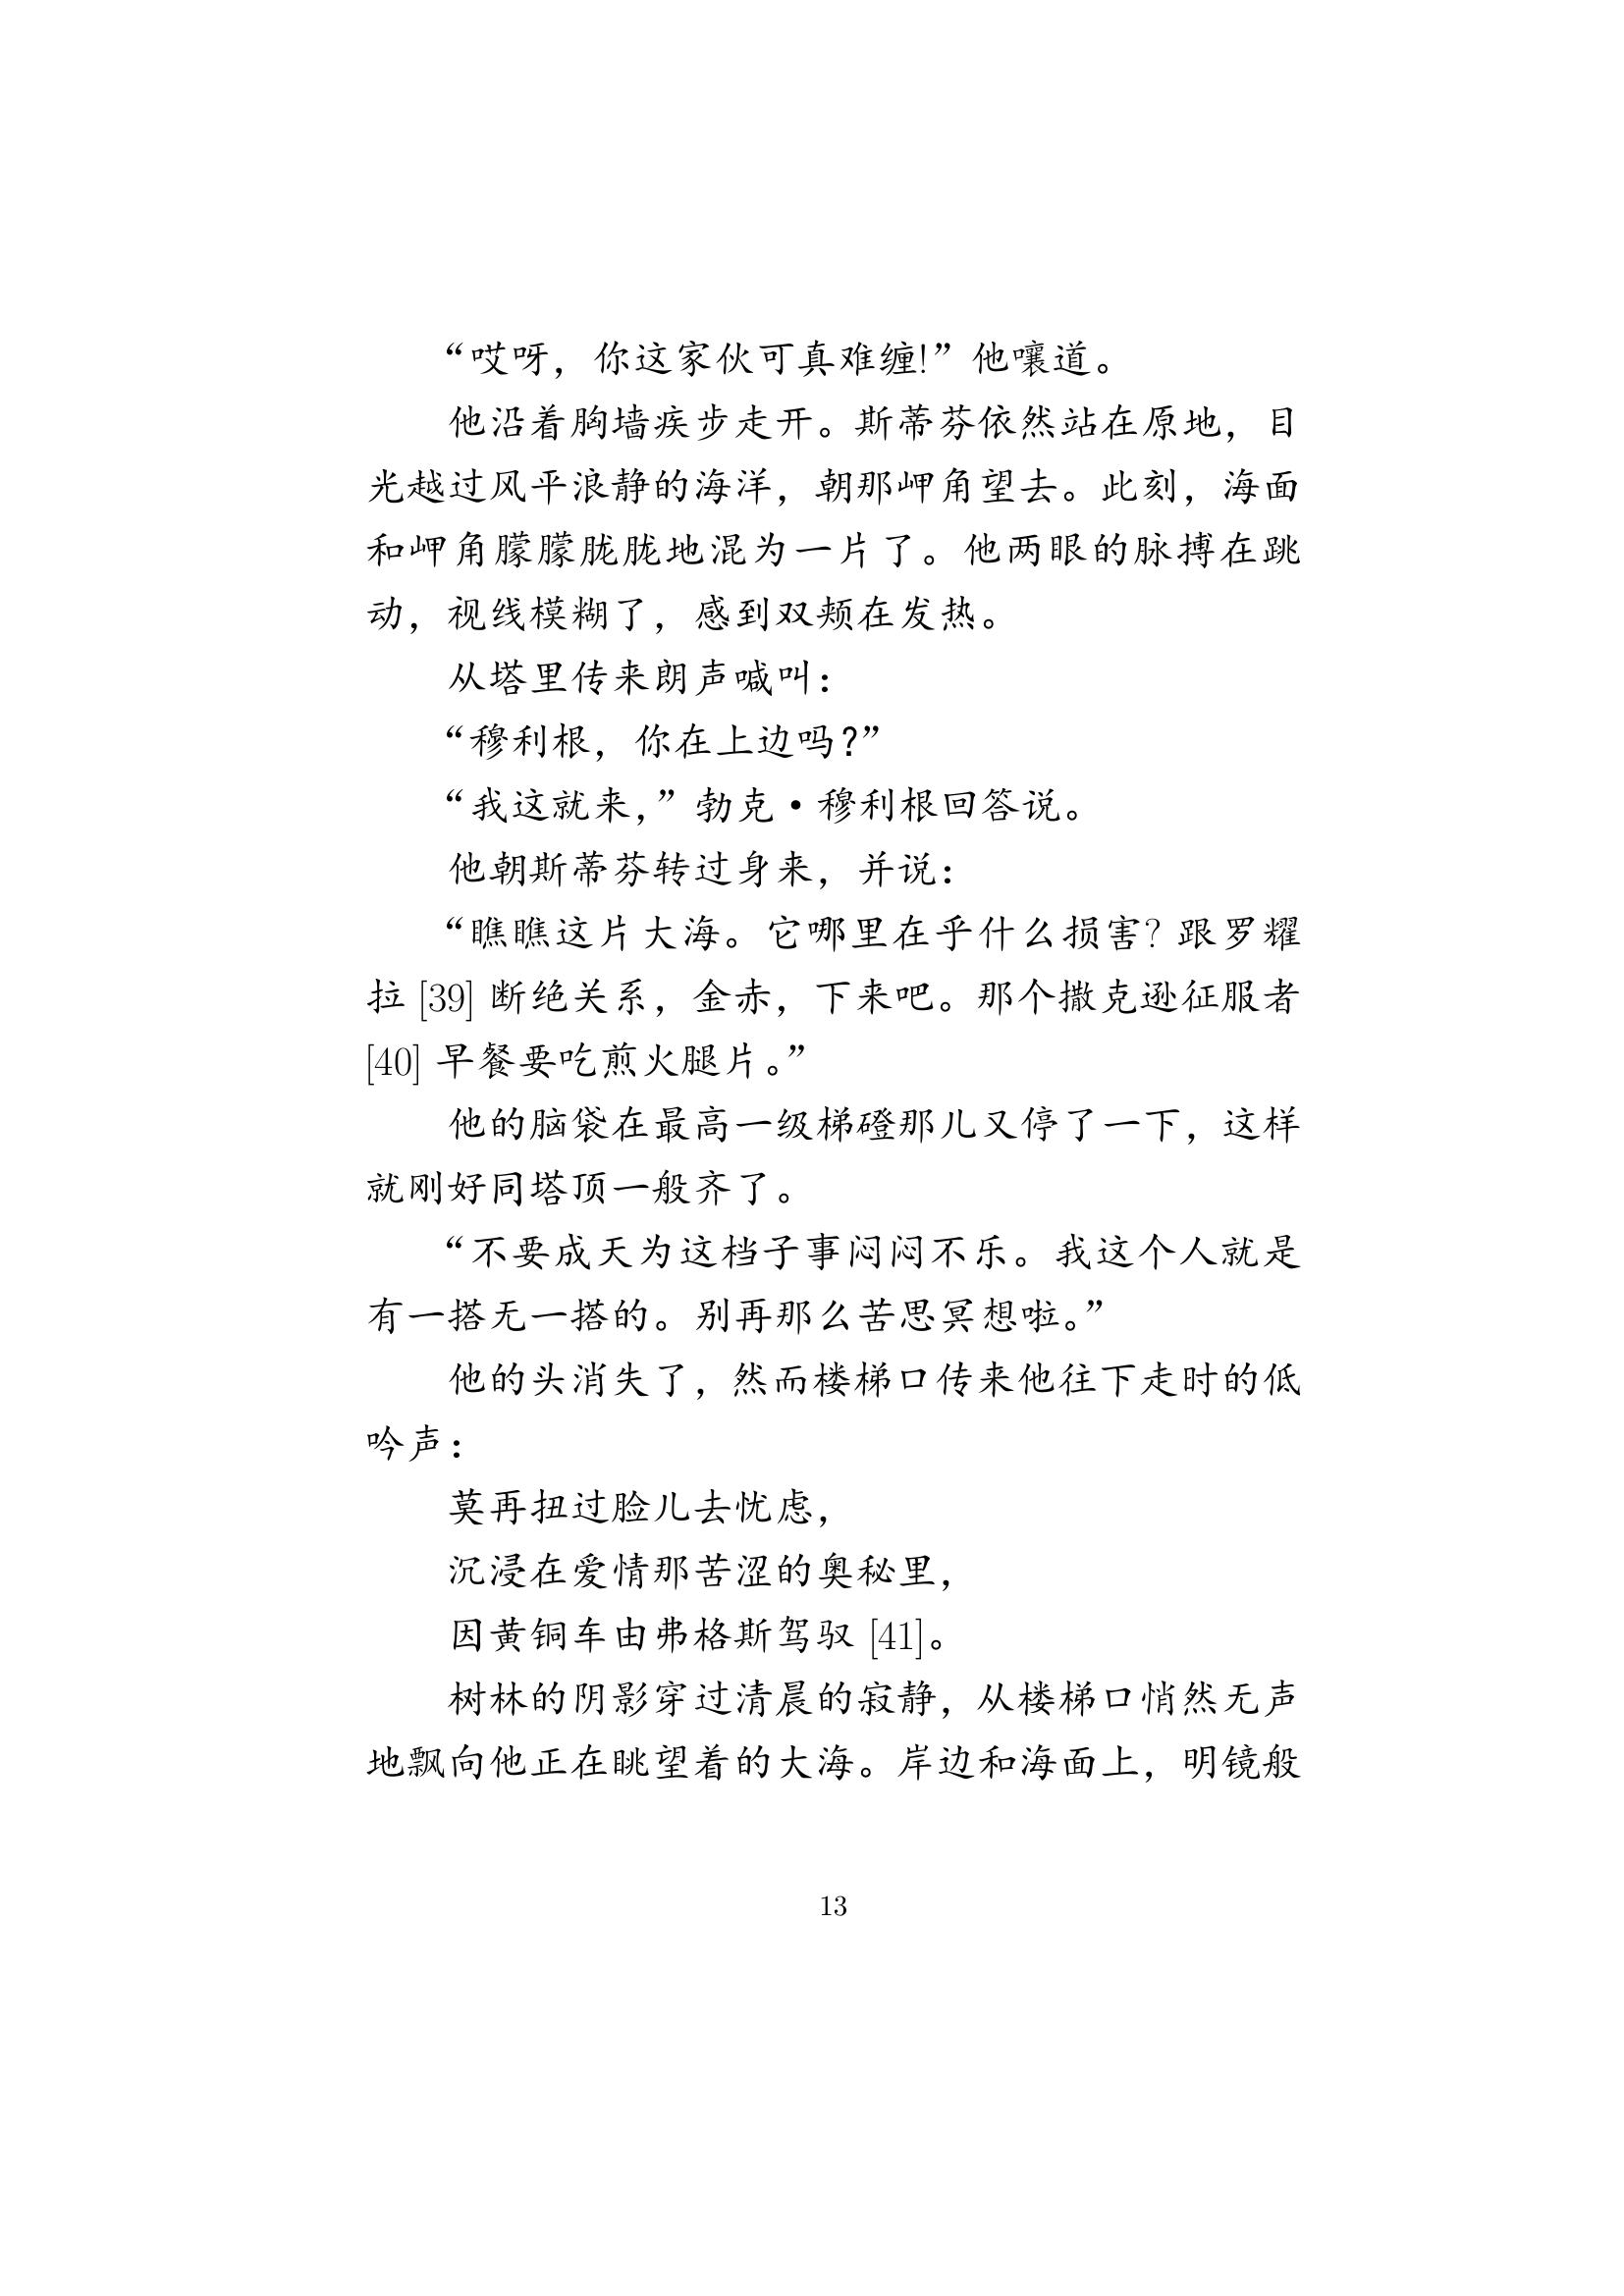 “哎呀，你这家伙可真难缠!”他嚷道。
他沿着胸墙疾步走开。斯蒂芬依然站在原地，目
光越过风平浪静的海洋，朝那岬角望去。此刻，海面
和岬角朦朦胧胧地混为一片了。他两眼的脉搏在跳
动，视线模糊了，感到双颊在发热。
从塔里传来朗声喊叫：
“穆利根，你在上边吗？”
“我这就来，”勃克·穆利根回答说。
他朝斯蒂芬转过身来，并说：
“瞧瞧这片大海。它哪里在乎什么损害? 跟罗耀
拉 [39] 断绝关系，金赤，下来吧。那个撒克逊征服者
[40] 早餐要吃煎火腿片。”
他的脑袋在最高一级梯磴那儿又停了一下，这样
就刚好同塔顶一般齐了。
“不要成天为这档子事闷闷不乐。我这个人就是
有一搭无一搭的。别再那么苦思冥想啦。”
他的头消失了，然而楼梯口传来他往下走时的低
吟声：
莫再扭过脸儿去忧虑，
沉浸在爱情那苦涩的奥秘里，
因黄铜车由弗格斯驾驭 [41]。
树林的阴影穿过清晨的寂静，从楼梯口悄然无声
地飘向他正在眺望着的大海。岸边和海面上，明镜般
13